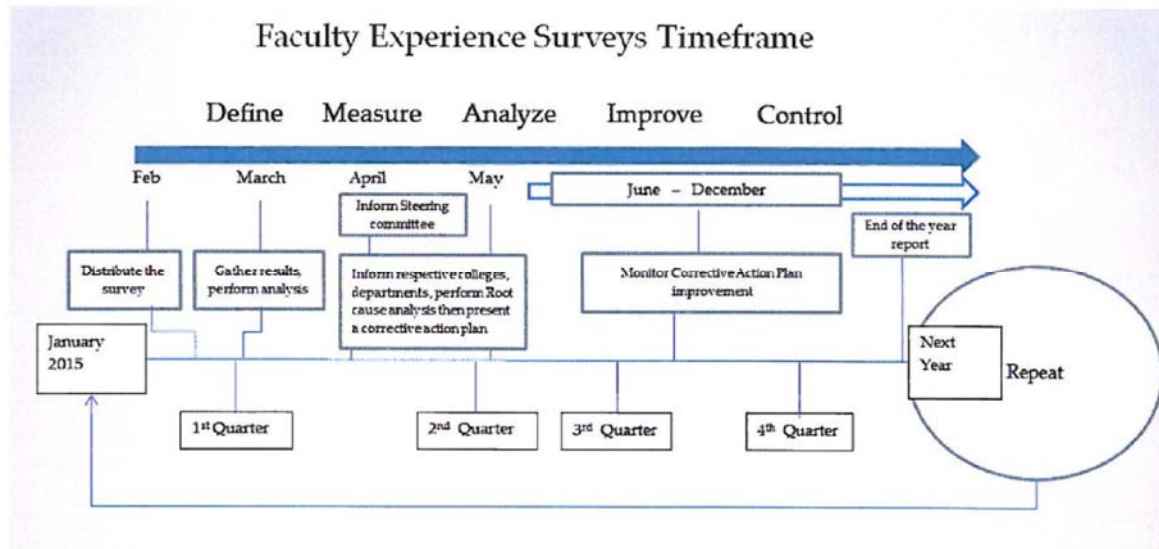 Faculty Experience Surveys Timeframe
Define Measure Analyze Improve Control
Feb March April May
June – December
Inform Steering
committee
End of the year
report
Distribute the
survey
Gather results,
perform analysis
Inform respective colleges,
departments, perform Root
cause analysis then present
a corrective action plan
Monitor Corrective Action Plan
improvement
January
2015
Next
Year
Repeat
1st Quarter
2nd Quarter
3rd Quarter
4th Quarter